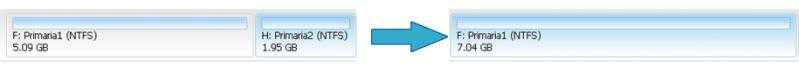 F: Primaria1 (NTFS)
5.09 GB
H: Primaria2 (NTFS)
1.95 GB
F: Primaria1 (NTFS)
7.04 GB